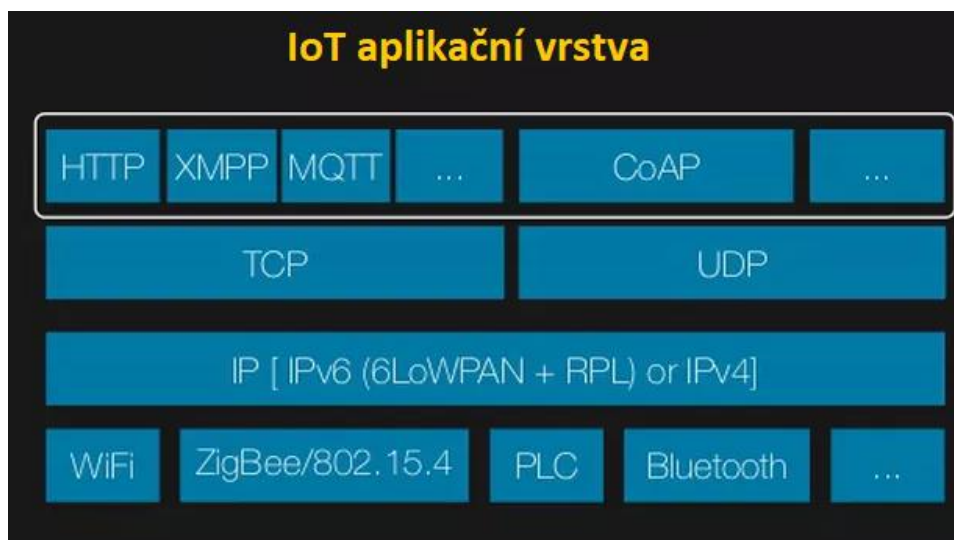 IoT aplikační vrstva
HTTP XMPP MQTT ... CoAP ...
TCP UDP
IP [ IPv6 (6LoWPAN + RPL) or IPv4]
WiFi ZigBee/802.15.4 PLC Bluetooth ...